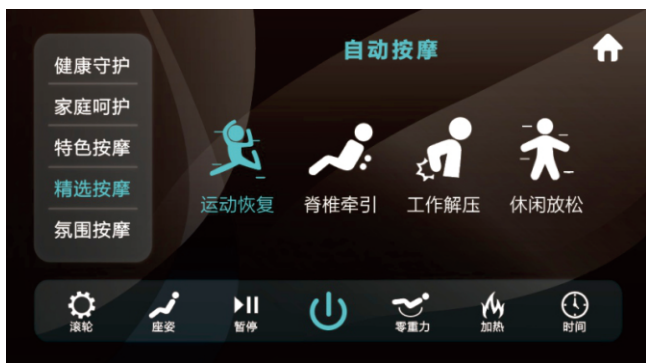 自动按摩
健康守护
家庭呵护
特色按摩
精选按摩
氛围按摩
运动恢复
脊椎牵引
工作解压
休闲放松
滚轮
座姿
暂停
零重力
加热
时间